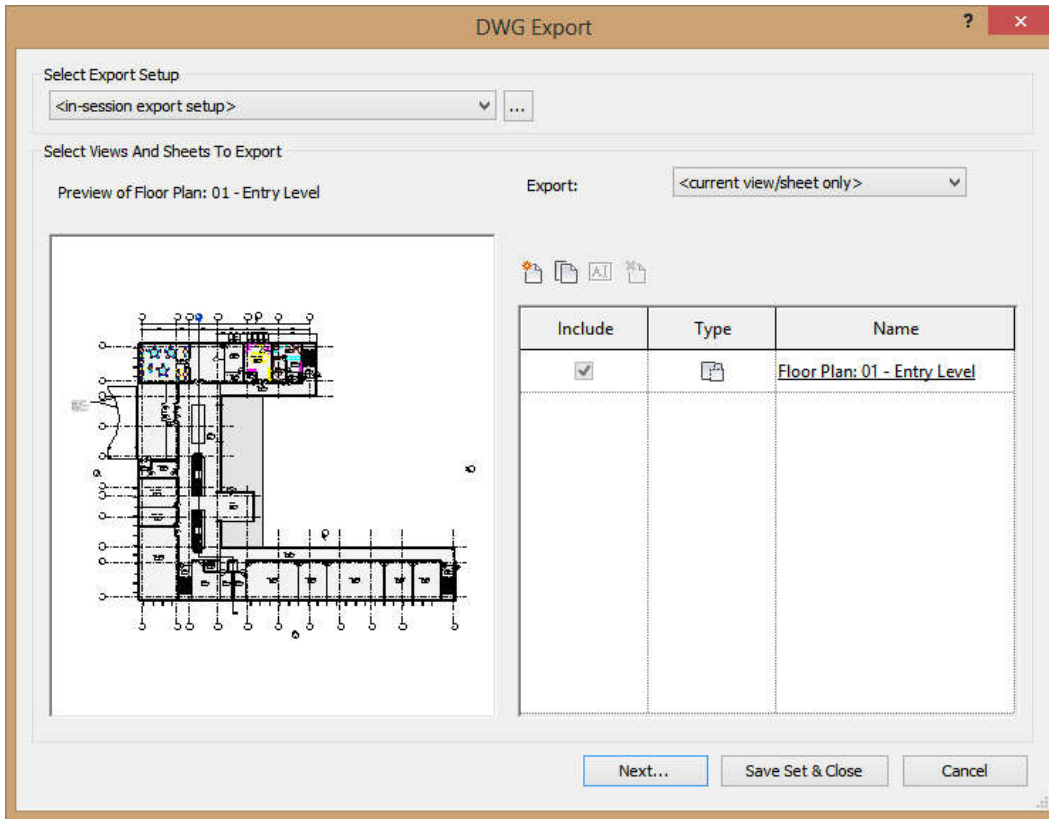 DWG Export
?
Select Export Setup
<in-session export setup>
...
Select Views And Sheets To Export
Preview of Floor Plan: 01 - Entry Level
Export:
<current view/sheet only>
AI
Include Type Name
Floor Plan: 01 - Entry Level
Next...
Save Set & Close
Cancel